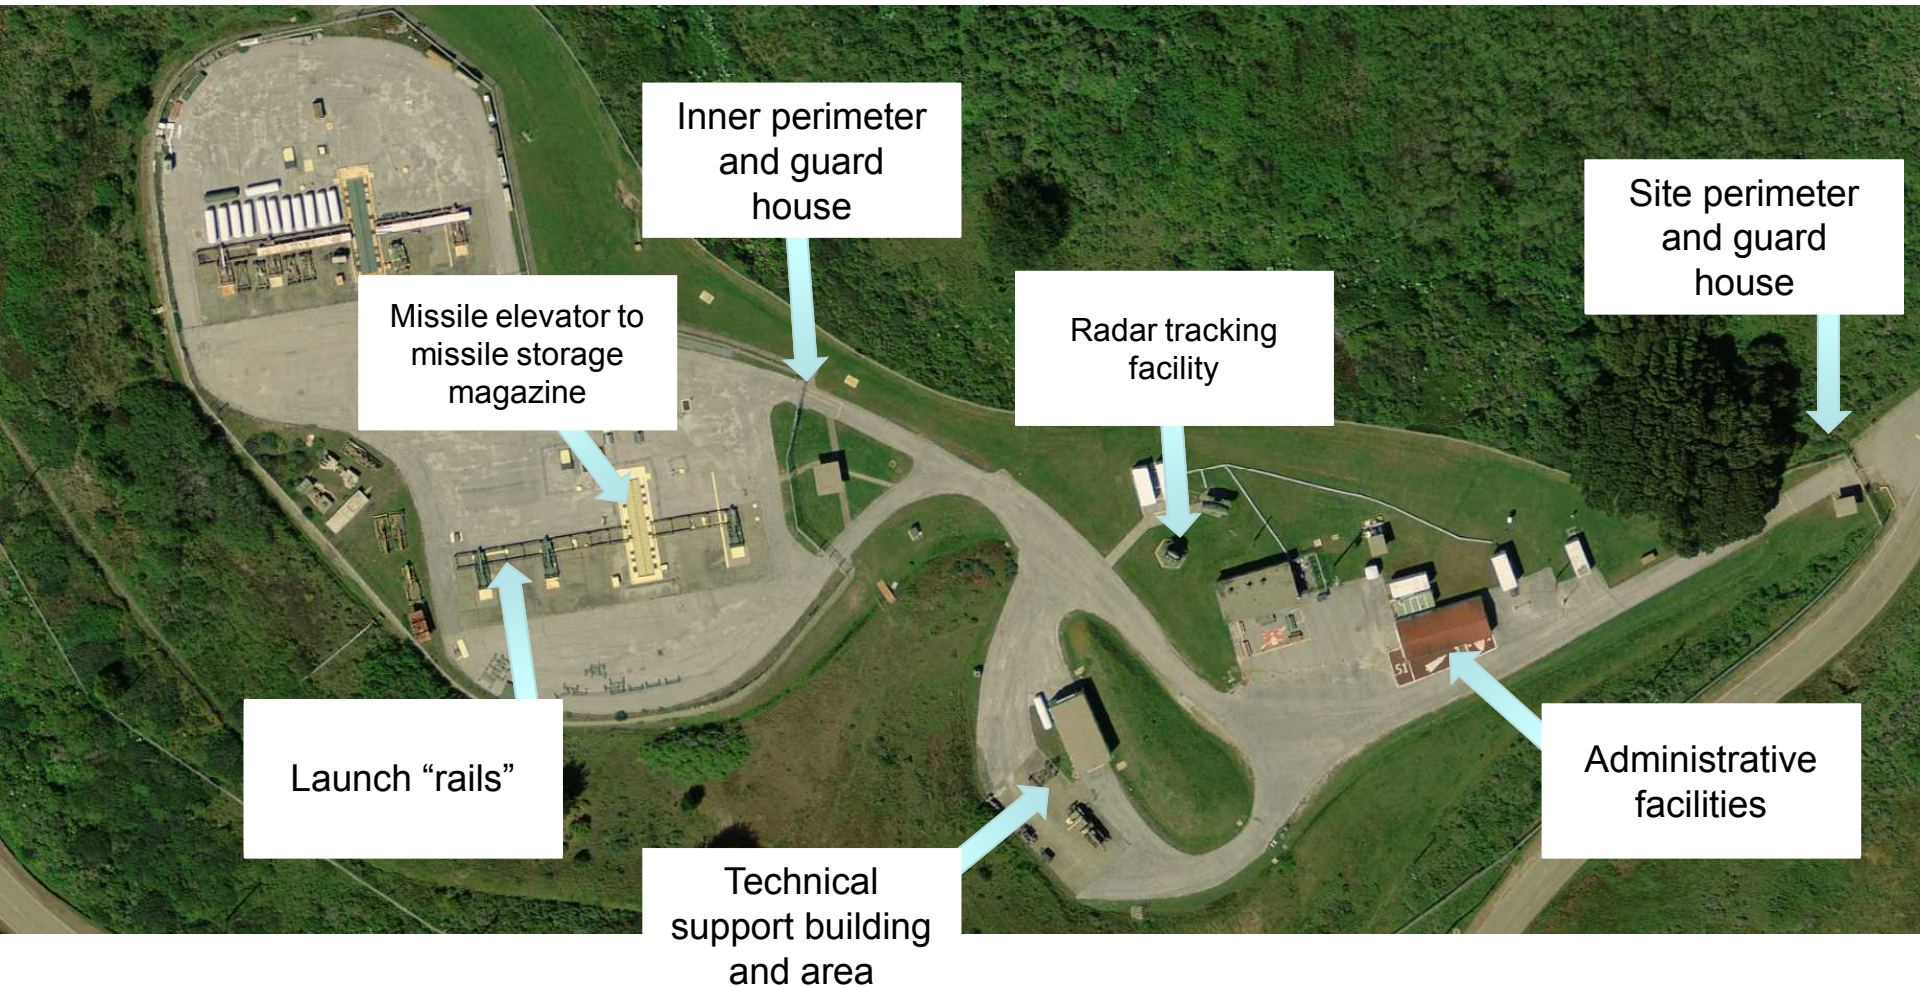 Inner perimeter
and guard
house
Site perimeter
and guard
house
Missile elevator to
missile storage
magazine
Radar tracking
facility
Launch “rails”
Administrative
facilities
Technical
support building
and area
51